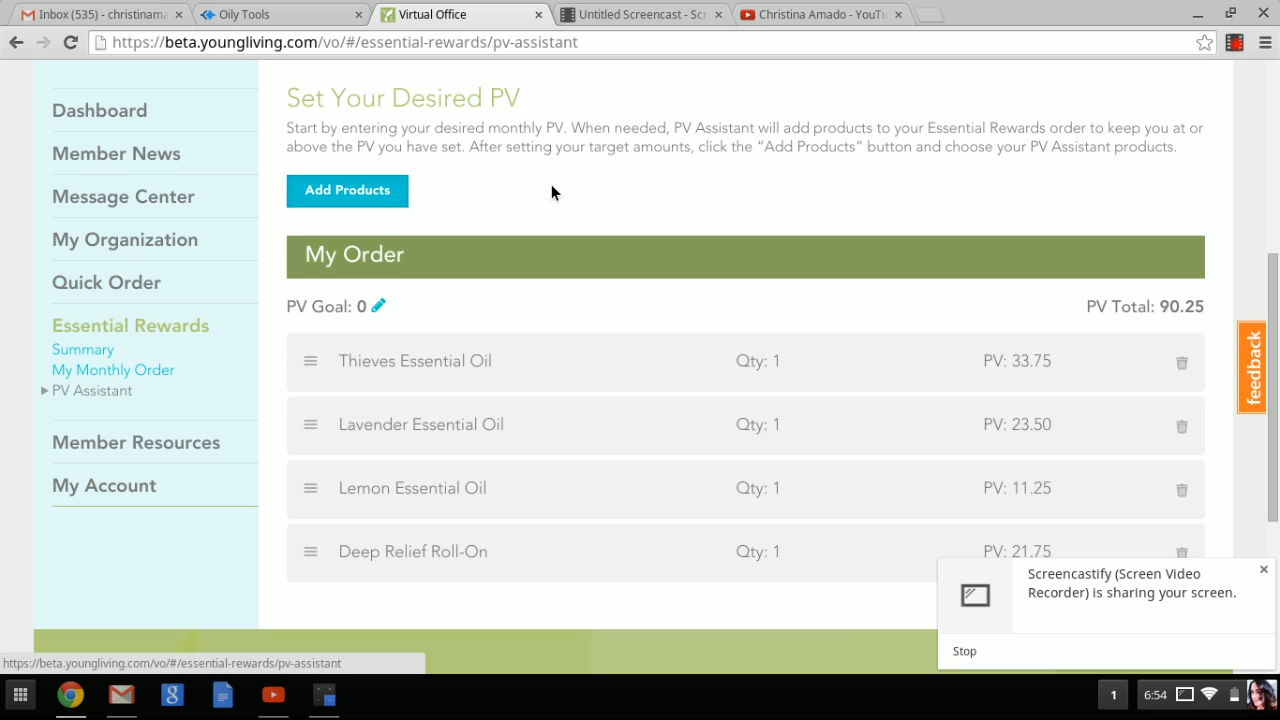 Inbox (535) - christinama
Oily Tools
Virtual Office
Untitled Screencast - Scr
Christina Amado - YouTu
https://beta.youngliving.com/vo/#/essential-rewards/pv-assistant
Dashboard
Member News
Message Center
My Organization
Quick Order
Essential Rewards
Summary
My Monthly Order
PV Assistant
Member Resources
My Account
Set Your Desired PV
Start by entering your desired monthly PV. When needed, PV Assistant will add products to your Essential Rewards order to keep you at or
above the PV you have set. After setting your target amounts, click the “Add Products” button and choose your PV Assistant products.
Add Products
My Order
PV Goal: 0 PV Total: 90.25
Thieves Essential Oil Qty: 1 PV: 33.75
Lavender Essential Oil Qty: 1 PV: 23.50
Lemon Essential Oil Qty: 1 PV: 11.25
Deep Relief Roll-On Qty: 1 PV: 21.75
feedback
Screencastify (Screen Video
Recorder) is sharing your screen.
Stop
https://beta.youngliving.com/vo/#/essential-rewards/pv-assistant
1 6:54